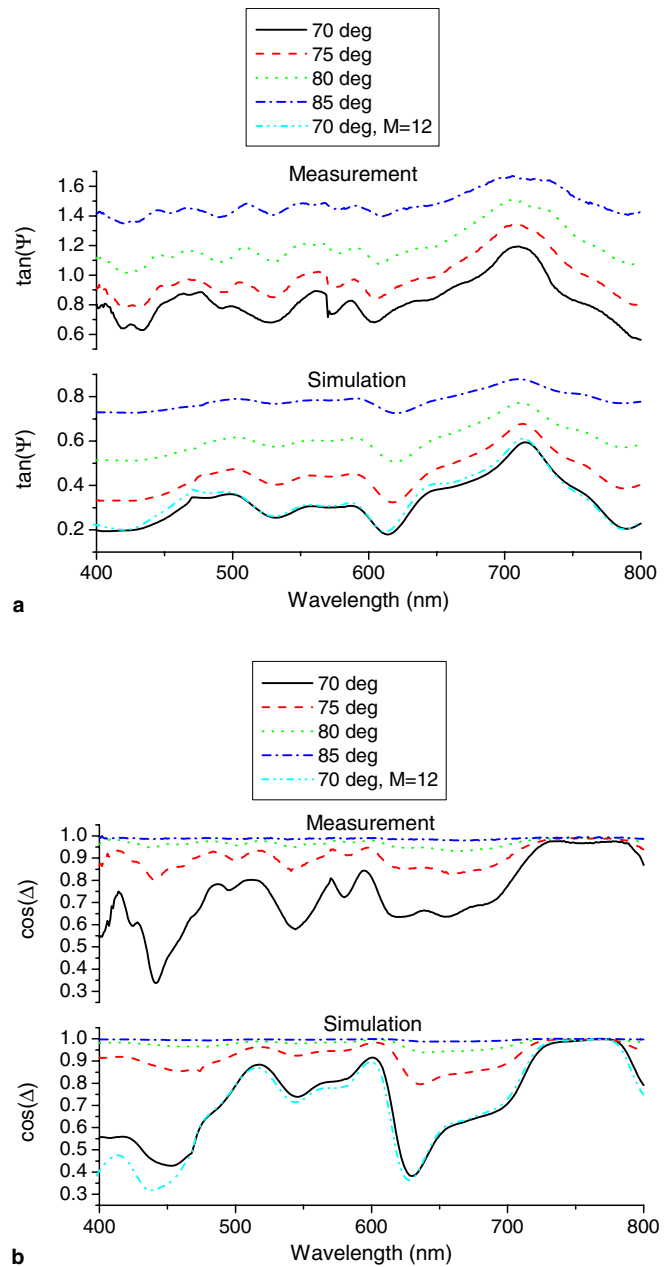 70 deg
75 deg
80 deg
85 deg
70 deg, M=12
Measurement
tan(Ψ)
1.6
1.4
1.2
1.0
0.8
0.6
Simulation
tan(Ψ)
0.8
0.6
0.4
0.2
400 500 600 700 800
Wavelength (nm)
a
70 deg
75 deg
80 deg
85 deg
70 deg, M=12
Measurement
cos(Δ)
1.0
0.9
0.8
0.7
0.6
0.5
0.4
0.3
Simulation
cos(Δ)
1.0
0.9
0.8
0.7
0.6
0.5
0.4
0.3
400 500 600 700 800
Wavelength (nm)
b